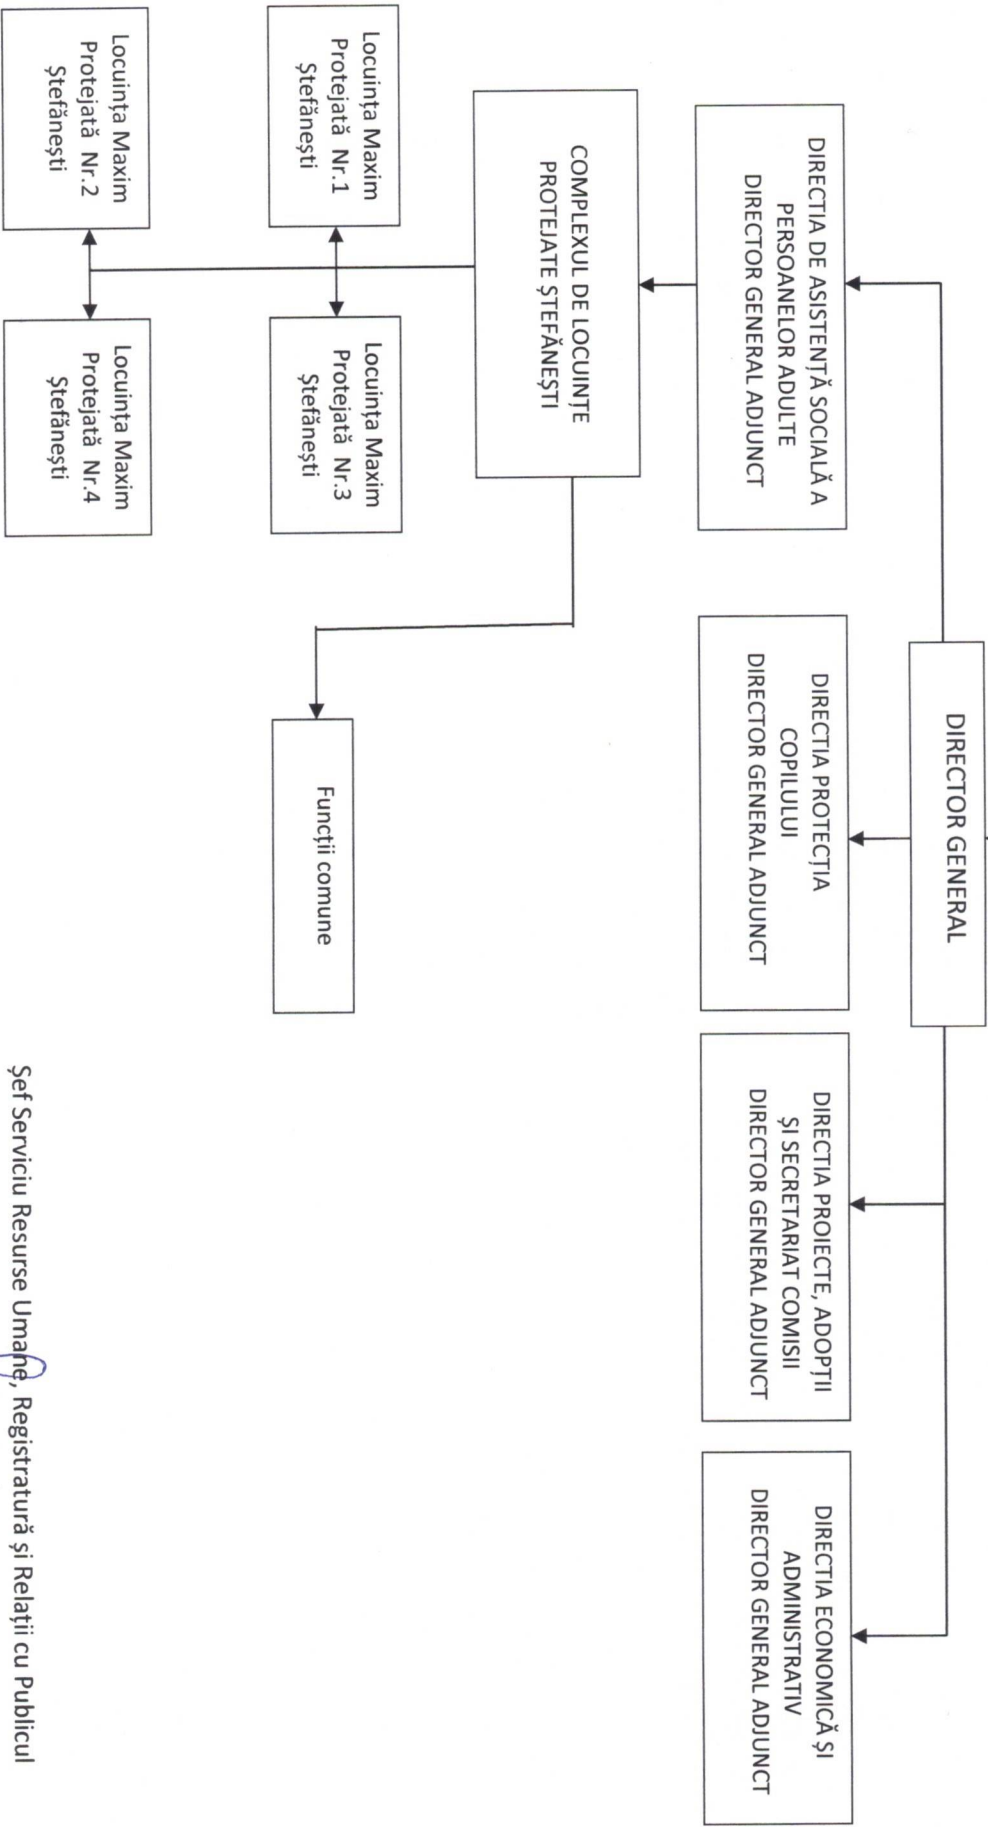 DIRECTOR GENERAL
DIRECTIA DE ASISTENȚĂ SOCIALĂ A
PERSOANELOR ADULTE
DIRECTOR GENERAL ADJUNCT
DIRECTIA PROTECȚIA
COPILULUI
DIRECTOR GENERAL ADJUNCT
DIRECTIA PROIECTE, ADOPȚII
ȘI SECRETARIAT COMISII
DIRECTOR GENERAL ADJUNCT
DIRECTIA ECONOMICĂ ȘI
ADMINISTRATIV
DIRECTOR GENERAL ADJUNCT
COMPLEXUL DE LOCUINȚE
PROTEJATE ȘTEFĂNEȘTI
Locuința Maxim
Protejată Nr.1
Ștefănești
Locuința Maxim
Protejată Nr.3
Ștefănești
Funcții comune
Locuința Maxim
Protejată Nr.2
Ștefănești
Locuința Maxim
Protejată Nr.4
Ștefănești
Șef Serviciu Resurse Umane, Registratură și Relații cu Publicul